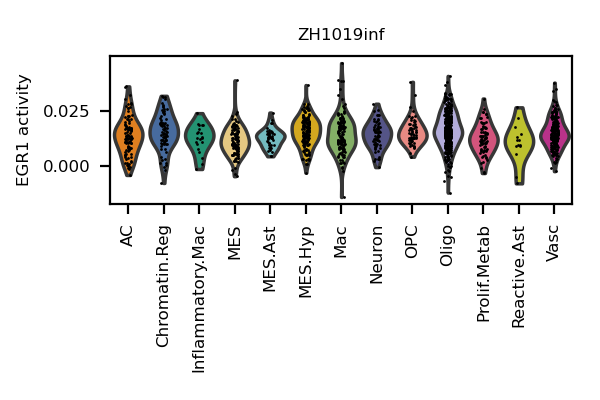 ZH1019inf
EGR1 activity
0.025
0.000
AC
Chromatin.Reg
Inflammatory.Mac
MES
MES.Ast
MES.Hyp
Mac
Neuron
OPC
Oligo
Prolif.Metab
Reactive.Ast
Vasc